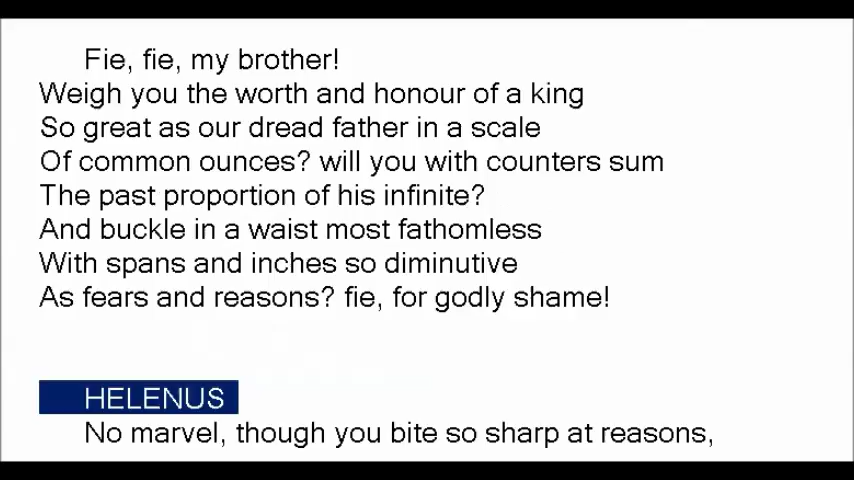 Fie, fie, my brother!
Weigh you the worth and honour of a king
So great as our dread father in a scale
Of common ounces? will you with counters sum
The past proportion of his infinite?
And buckle in a waist most fathomless
With spans and inches so diminutive
As fears and reasons? fie, for godly shame!
HELENUS
No marvel, though you bite so sharp at reasons,